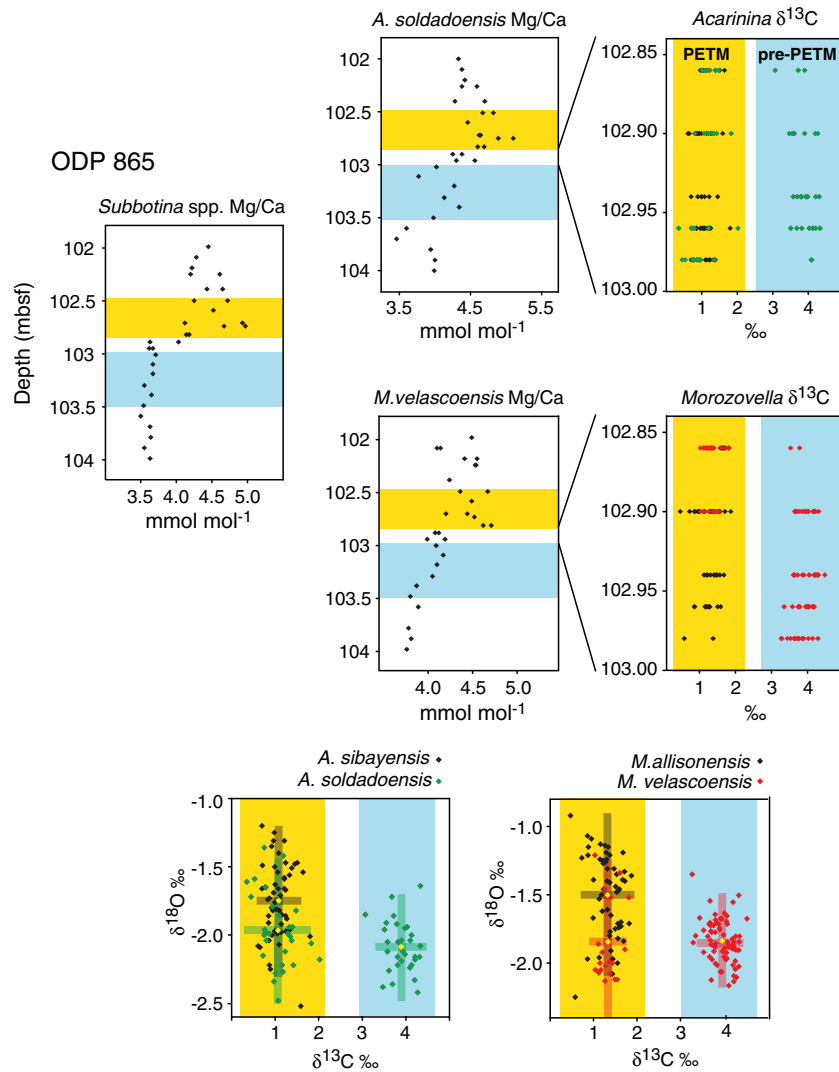 A. soldadoensis Mg/Ca
Acarinina δ13C
102
102.5
103
103.5
104
3.5 4.5 5.5
mmol mol-1
102.85
102.90
102.95
103.00
PETM pre-PETM
1 2 3 4
‰
ODP 865
Subbotina spp. Mg/Ca
Depth (mbsf)
102
102.5
103
103.5
104
3.5 4.0 4.5 5.0
mmol mol-1
M.velascoensis Mg/Ca
Morozovella δ13C
102
102.5
103
103.5
104
4.0 4.5 5.0
mmol mol-1
102.85
102.90
102.95
103.00
1 2 3 4
‰
A. sibayensis
A. soldadoensis
δ18O ‰
-1.0
-1.5
-2.0
-2.5
1 2 3 4
δ13C ‰
M.allisonensis
M. velascoensis
δ18O ‰
-1.0
-1.5
-2.0
1 2 3 4
δ13C ‰